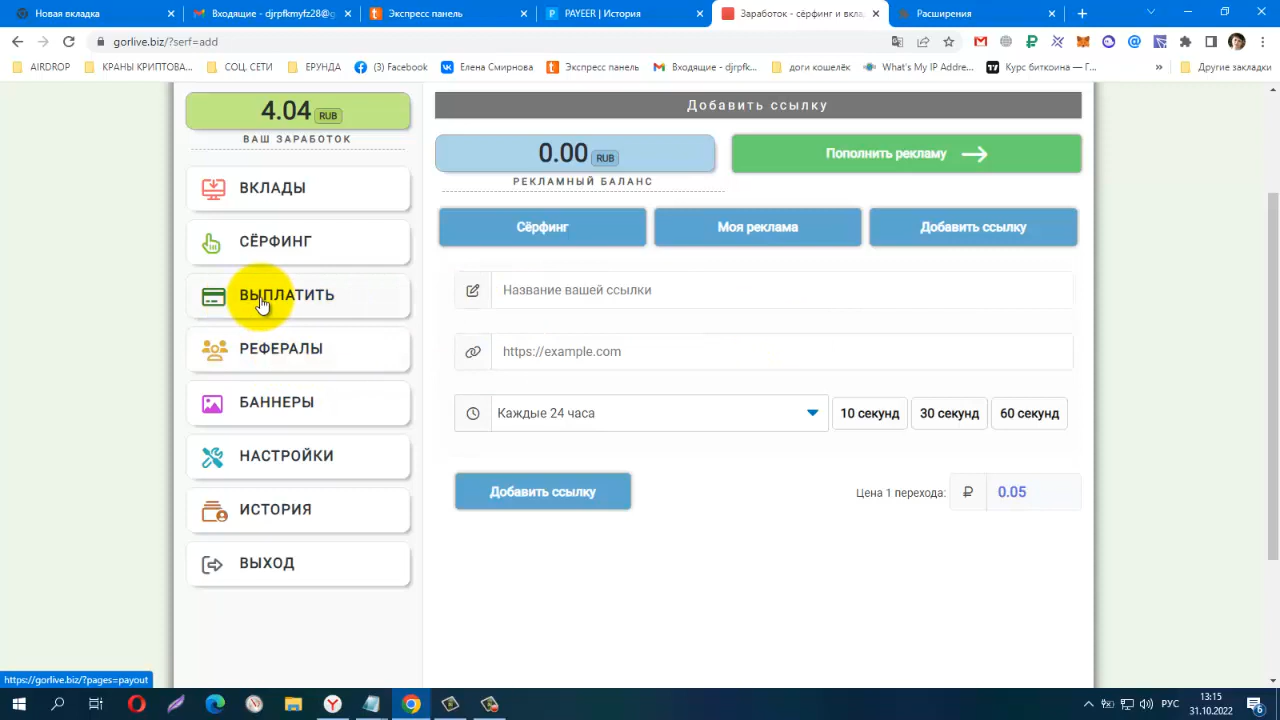 Новая вкладка
Входящие - djrpfkmyfz28@g
Экспресс панель
PAYEER | История
Заработок - сёрфинг и вкла
Расширения
gorlive.biz/?serf=add
AIRDROP
КРАНЫ КРИПТОВА...
СОЦ. СЕТИ
ЕРУНДА
(3) Facebook
Елена Смирнова
Экспресс панель
Входящие - djrpfk...
доги кошелёк
What's My IP Addre...
Курс биткоина — Г...
»
Другие закладки
4.04 RUB
ВАШ ЗАРАБОТОК
ВКЛАДЫ
СЁРФИНГ
ВЫПЛАТИТЬ
РЕФЕРАЛЫ
БАННЕРЫ
НАСТРОЙКИ
ИСТОРИЯ
ВЫХОД
Добавить ссылку
0.00 RUB
Пополнить рекламу
РЕКЛАМНЫЙ БАЛАНС
Сёрфинг
Моя реклама
Добавить ссылку
Название вашей ссылки
https://example.com
Каждые 24 часа
10 секунд
30 секунд
60 секунд
Добавить ссылку
Цена 1 перехода: ₽ 0.05
https://gorlive.biz/?pages=payout
РУС
13:15
31.10.2022
6